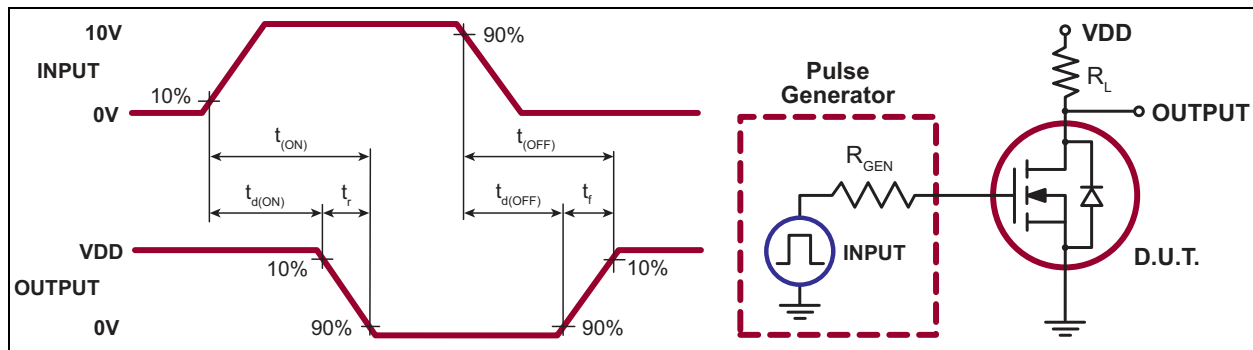 10V
INPUT
0V
10%
90%
t(ON)
t(OFF)
td(ON)
tr
td(OFF)
tf
VDD
OUTPUT
0V
10%
90%
90%
10%
Pulse
Generator
RGEN
INPUT
VDD
RL
OUTPUT
D.U.T.